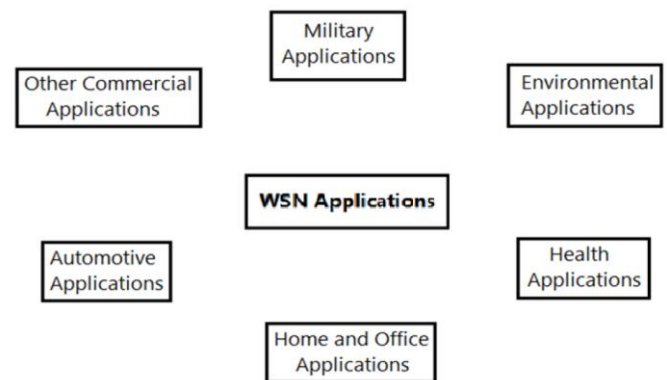 Military
Applications
Other Commercial
Applications
Environmental
Applications
WSN Applications
Automotive
Applications
Health
Applications
Home and Office
Applications